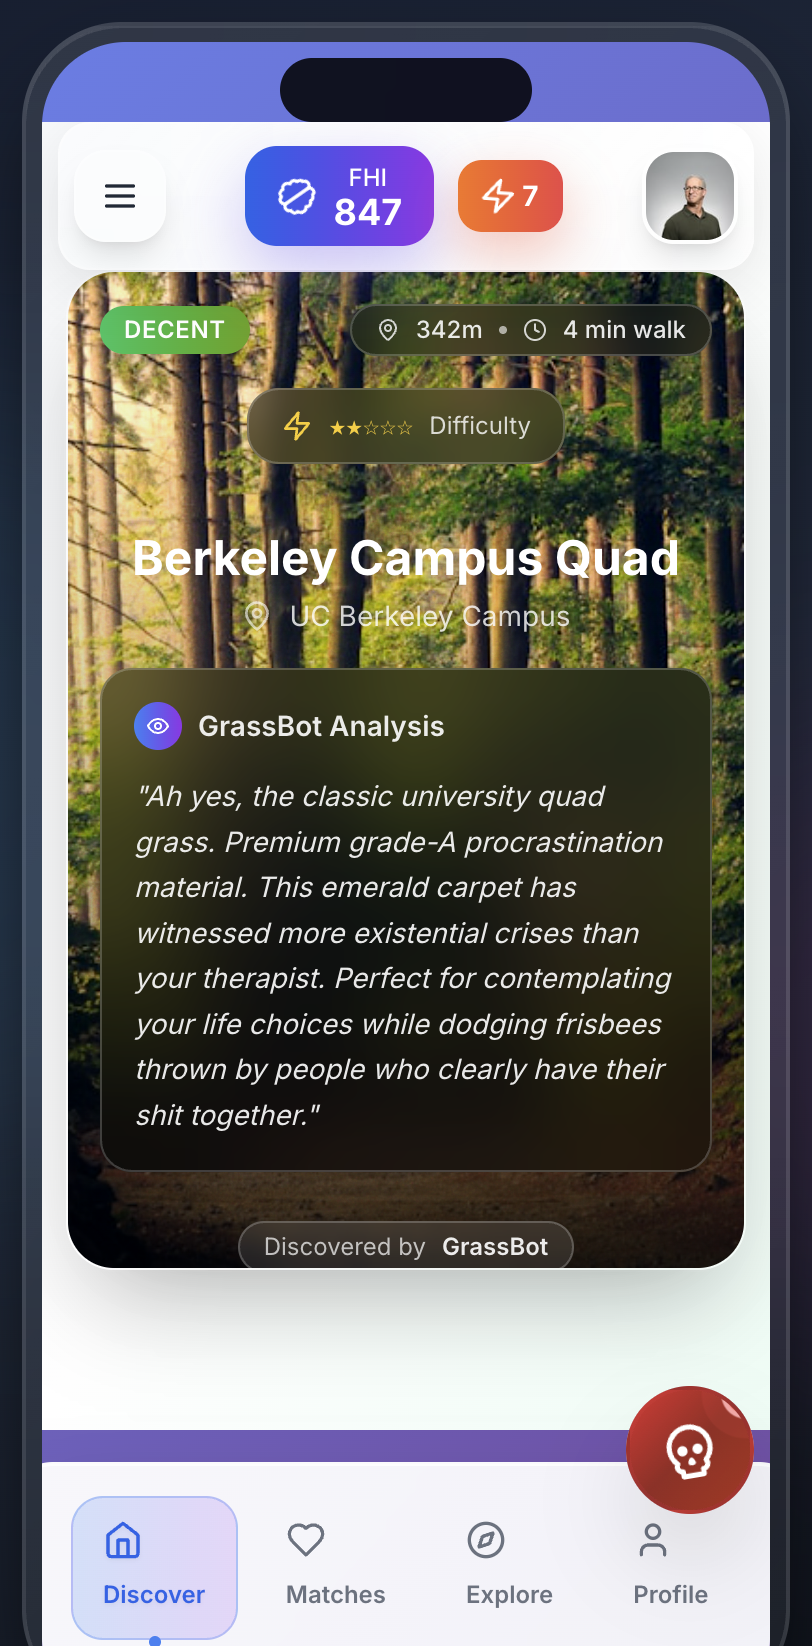 FHI
847
7
DECENT
342m • 4 min walk
★★☆☆☆ Difficulty
Berkeley Campus Quad
UC Berkeley Campus
GrassBot Analysis
"Ah yes, the classic university quad
grass. Premium grade-A procrastination
material. This emerald carpet has
witnessed more existential crises than
your therapist. Perfect for contemplating
your life choices while dodging frisbees
thrown by people who clearly have their
shit together."
Discovered by GrassBot
Discover
Matches
Explore
Profile